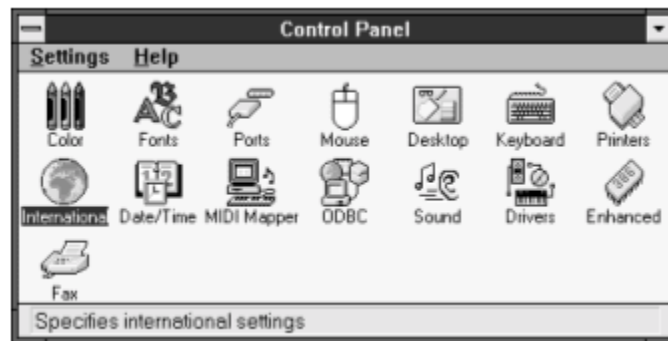 Control Panel
Settings Help
Color Fonts Ports Mouse Desktop Keyboard Printers
International Date/Time MIDI Mapper ODBC Sound Drivers Enhanced
Fax
Specifies international settings